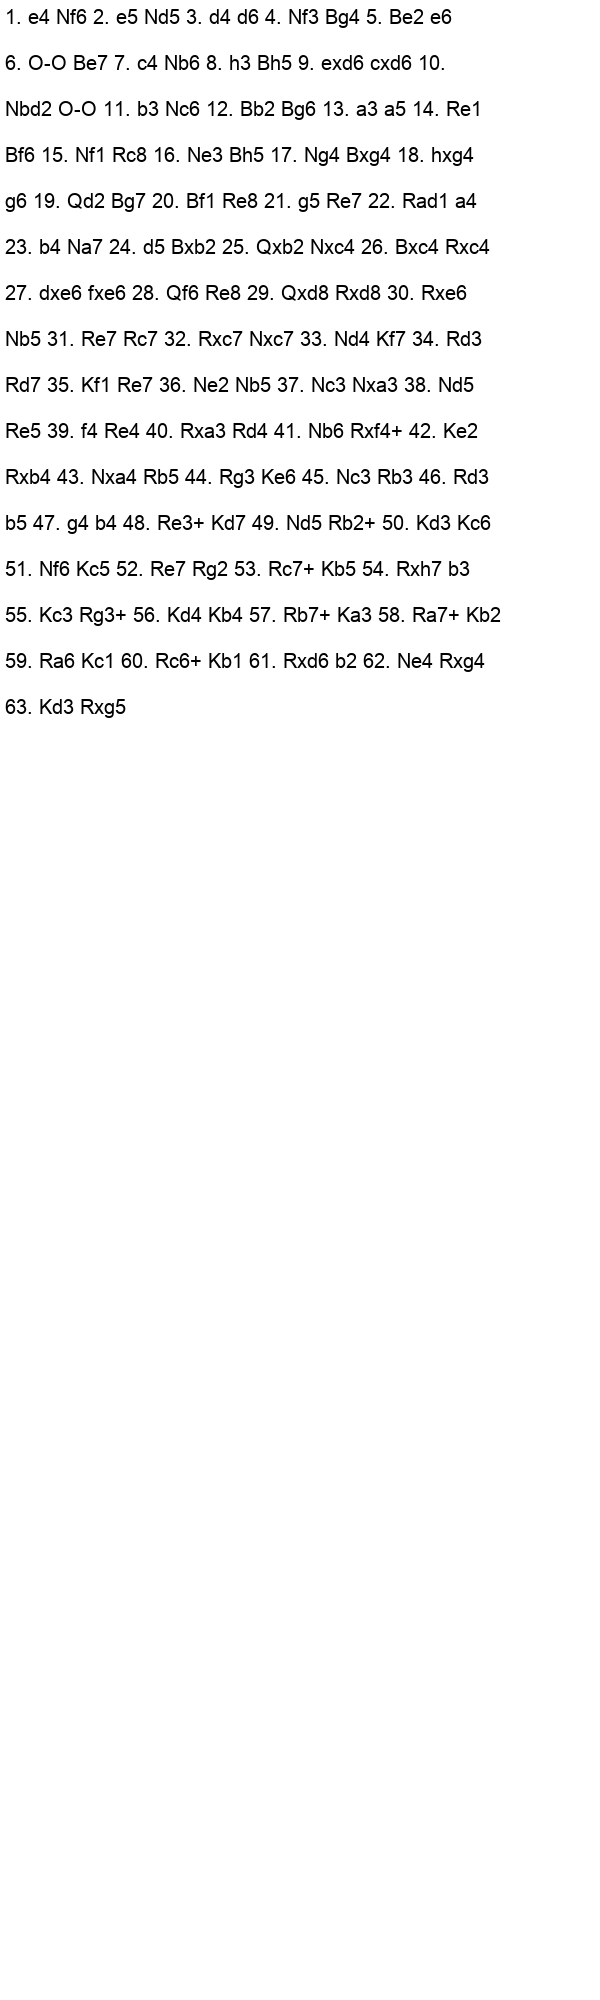 1. e4 Nf6 2. e5 Nd5 3. d4 d6 4. Nf3 Bg4 5. Be2 e6
6. O-O Be7 7. c4 Nb6 8. h3 Bh5 9. exd6 cxd6 10.
Nbd2 O-O 11. b3 Nc6 12. Bb2 Bg6 13. a3 a5 14. Re1
Bf6 15. Nf1 Rc8 16. Ne3 Bh5 17. Ng4 Bxg4 18. hxg4
g6 19. Qd2 Bg7 20. Bf1 Re8 21. g5 Re7 22. Rad1 a4
23. b4 Na7 24. d5 Bxb2 25. Qxb2 Nxc4 26. Bxc4 Rxc4
27. dxe6 fxe6 28. Qf6 Re8 29. Qxd8 Rxd8 30. Rxe6
Nb5 31. Re7 Rc7 32. Rxc7 Nxc7 33. Nd4 Kf7 34. Rd3
Rd7 35. Kf1 Re7 36. Ne2 Nb5 37. Nc3 Nxa3 38. Nd5
Re5 39. f4 Re4 40. Rxa3 Rd4 41. Nb6 Rxf4+ 42. Ke2
Rxb4 43. Nxa4 Rb5 44. Rg3 Ke6 45. Nc3 Rb3 46. Rd3
b5 47. g4 b4 48. Re3+ Kd7 49. Nd5 Rb2+ 50. Kd3 Kc6
51. Nf6 Kc5 52. Re7 Rg2 53. Rc7+ Kb5 54. Rxh7 b3
55. Kc3 Rg3+ 56. Kd4 Kb4 57. Rb7+ Ka3 58. Ra7+ Kb2
59. Ra6 Kc1 60. Rc6+ Kb1 61. Rxd6 b2 62. Ne4 Rxg4
63. Kd3 Rxg5